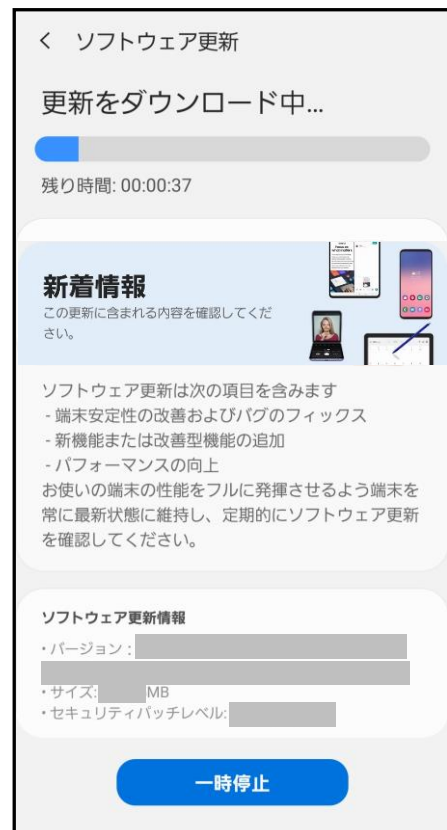 ソフトウェア更新
更新をダウンロード中...
残り時間: 00:00:37
新着情報
この更新に含まれる内容を確認してくだ
さい。
ソフトウェア更新は次の項目を含みます
- 端末安定性の改善およびバグのフィックス
- 新機能または改善型機能の追加
- パフォーマンスの向上
お使いの端末の性能をフルに発揮させるよう端末を
常に最新状態に維持し、定期的にソフトウェア更新
を確認してください。
ソフトウェア更新情報
・バージョン :
・サイズ: MB
・セキュリティパッチレベル:
一時停止